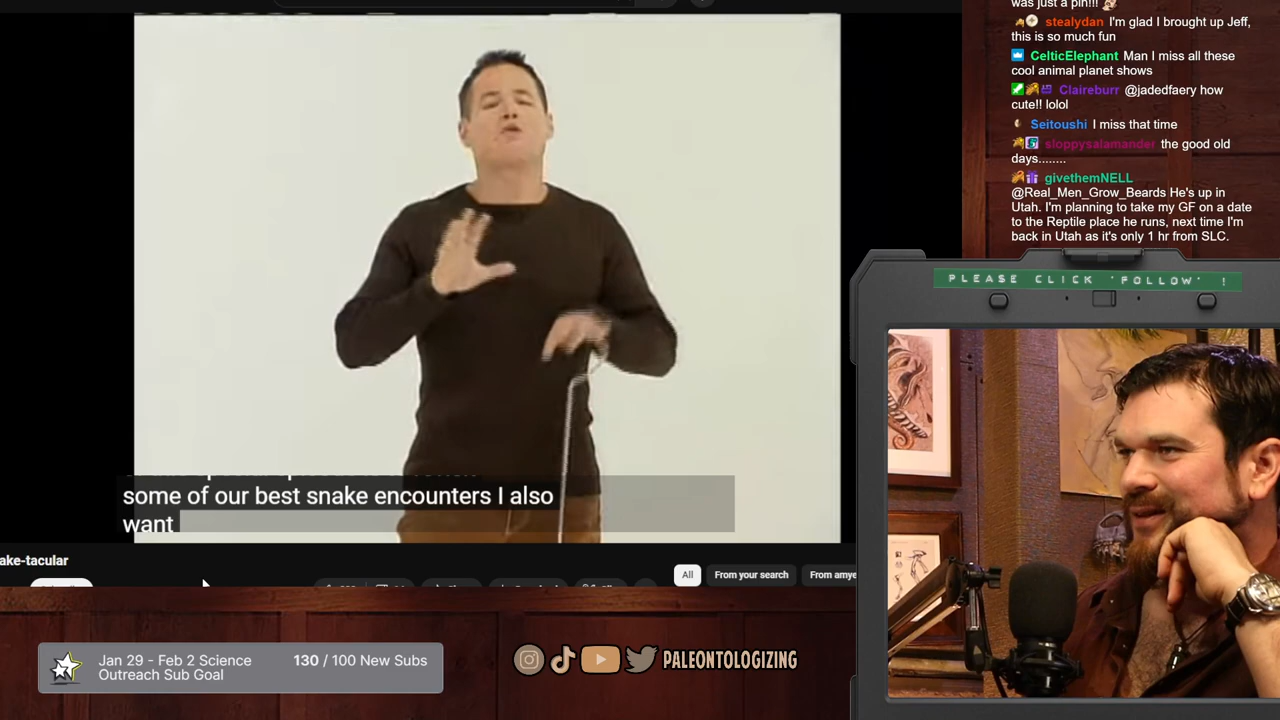 was just a pin!!!
stealydan I'm glad I brought up Jeff,
this is so much fun
CelticElephant Man I miss all these
cool animal planet shows
Claireburr @jadedfaery how
cute!! lolol
Seitoushi I miss that time
sloppysalamander the good old
days........
givethemNELL
@Real_Men_Grow_Beards He's up in
Utah. I'm planning to take my GF on a date
to the Reptile place he runs, next time I'm
back in Utah as it's only 1 hr from SLC.
PLEASE CLICK 'FOLLOW' !
some of our best snake encounters I also
want
ake-tacular
All
From your search
From amye
Jan 29 - Feb 2 Science
Outreach Sub Goal
130 / 100 New Subs
PALEONTOLOGIZING